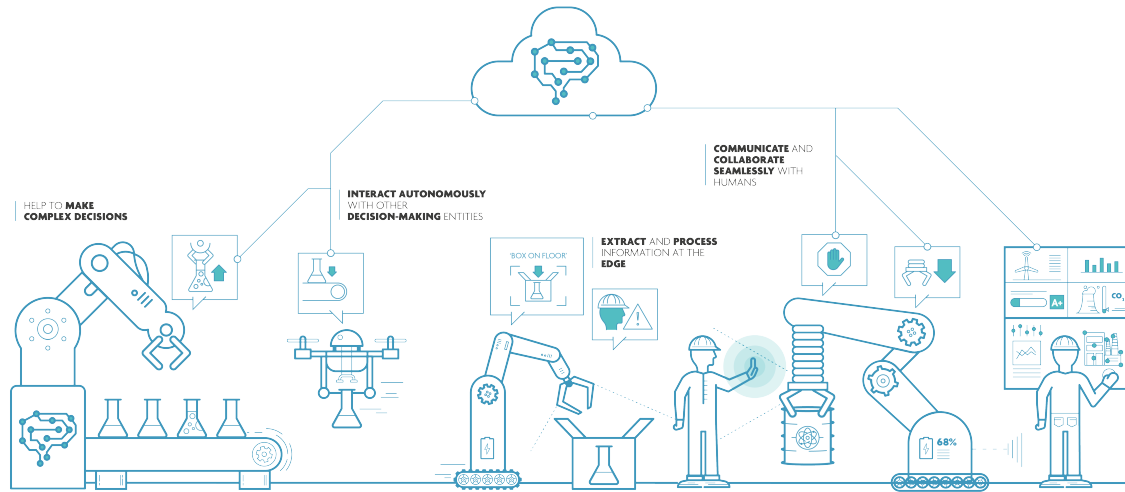 HELP TO MAKE
COMPLEX DECISIONS
INTERACT AUTONOMOUSLY
WITH OTHER
DECISION-MAKING ENTITIES
'BOX ON FLOOR'
EXTRACT AND PROCESS
INFORMATION AT THE
EDGE
!
COMMUNICATE AND
COLLABORATE
SEAMLESSLY WITH
HUMANS
68%
A+
CO₂